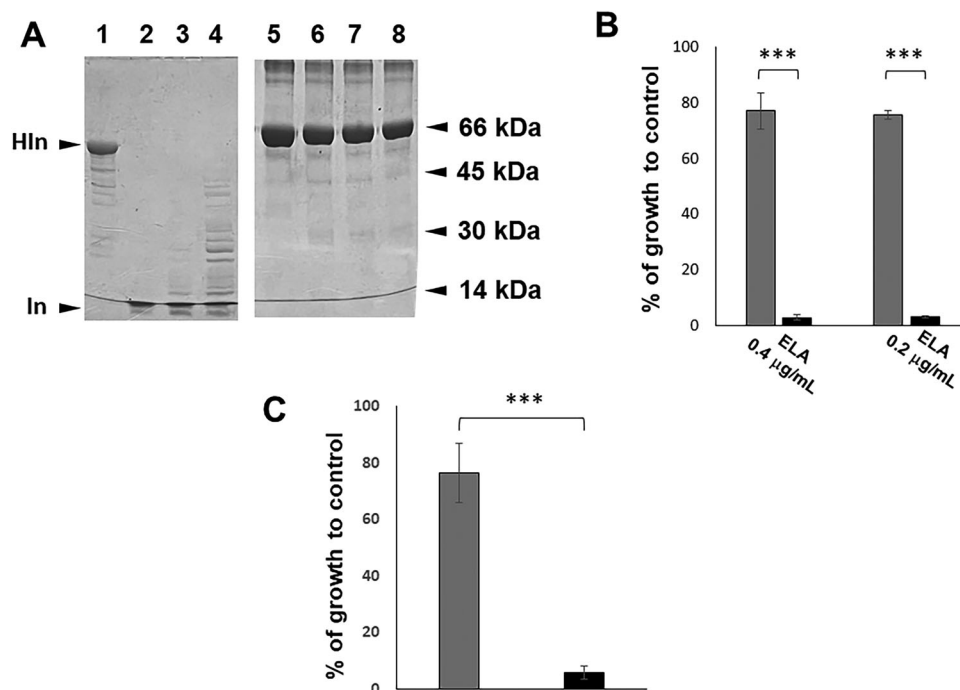 A
1 2 3 4 5 6 7 8
HIn
In
66 kDa
45 kDa
30 kDa
14 kDa
B
% of growth to control
100
80
60
40
20
0
***
***
ELA
0.4 μg/mL
ELA
0.2 μg/mL
C
% of growth to control
100
80
60
40
20
0
***